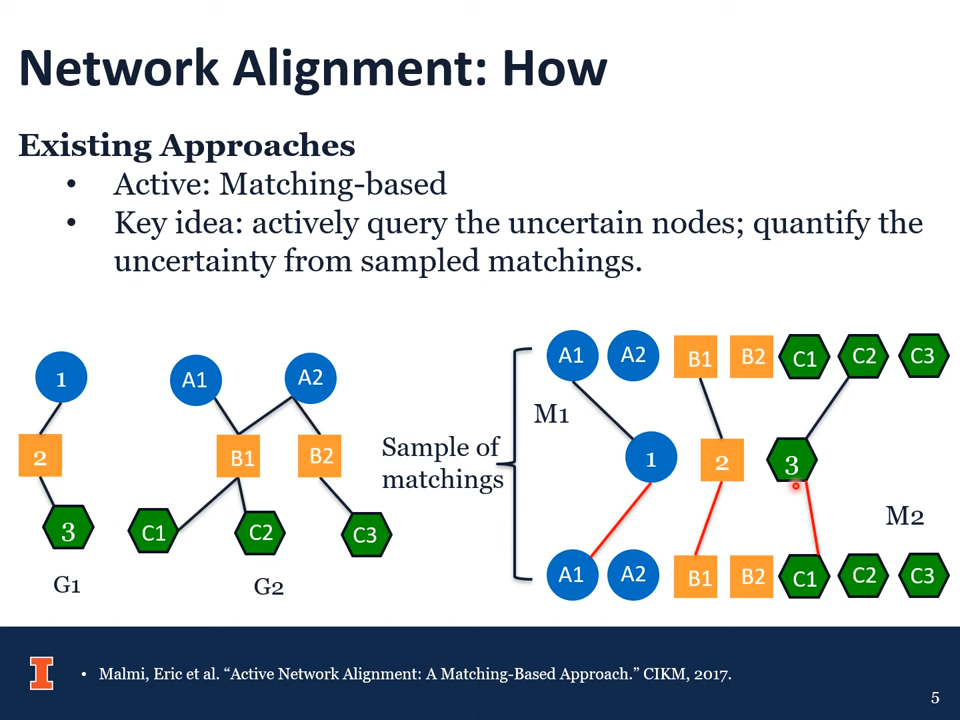 Network Alignment: How
Existing Approaches
• Active: Matching-based
• Key idea: actively query the uncertain nodes; quantify the
uncertainty from sampled matchings.
1
2
3
G1
A1 A2
B1 B2
C1 C2 C3
G2
Sample of
matchings
A1 A2 B1 B2 C1 C2 C3
M1
1 2 3
M2
A1 A2 B1 B2 C1 C2 C3
I
• Malmi, Eric et al. “Active Network Alignment: A Matching-Based Approach.” CIKM, 2017.
5